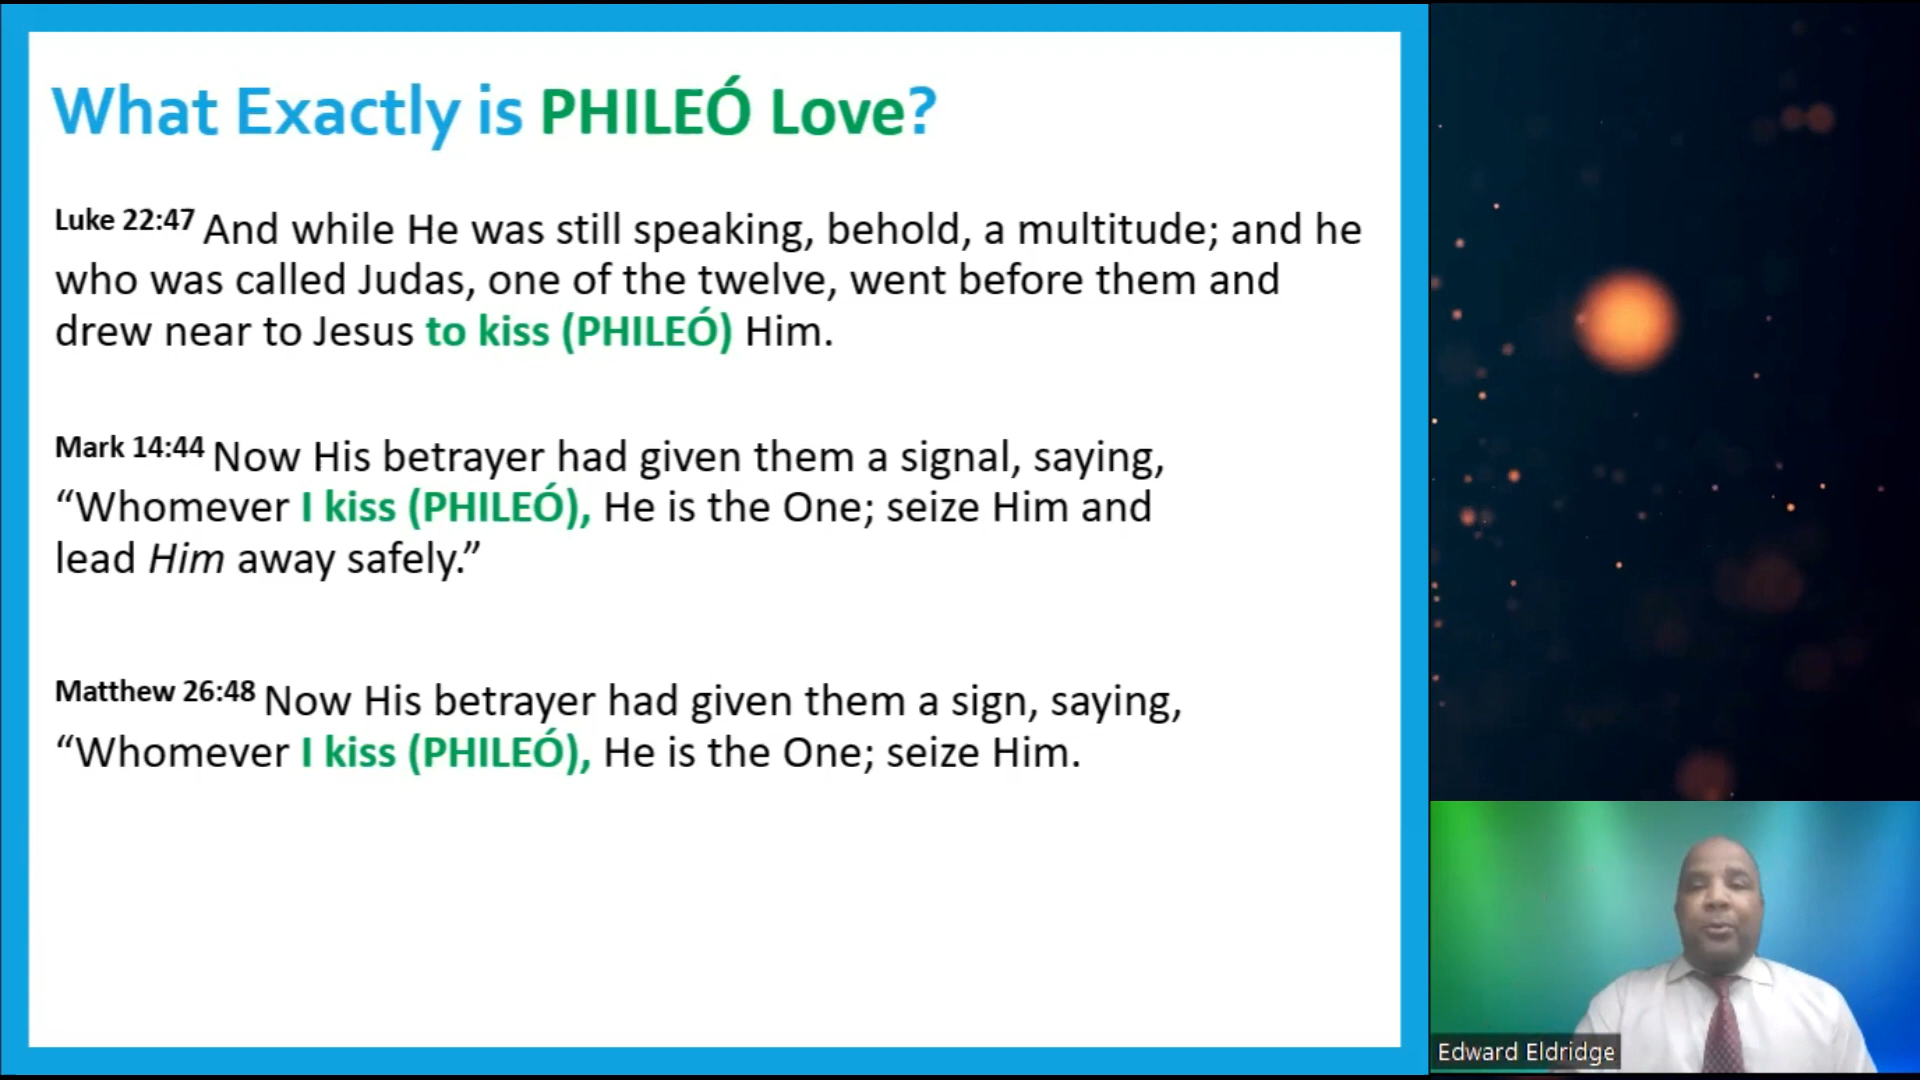 What Exactly is PHILEÓ Love?
Luke 22:47 And while He was still speaking, behold, a multitude; and he
who was called Judas, one of the twelve, went before them and
drew near to Jesus to kiss (PHILEÓ) Him.
Mark 14:44 Now His betrayer had given them a signal, saying,
“Whomever I kiss (PHILEÓ), He is the One; seize Him and
lead Him away safely.”
Matthew 26:48 Now His betrayer had given them a sign, saying,
“Whomever I kiss (PHILEÓ), He is the One; seize Him.
Edward Eldridge